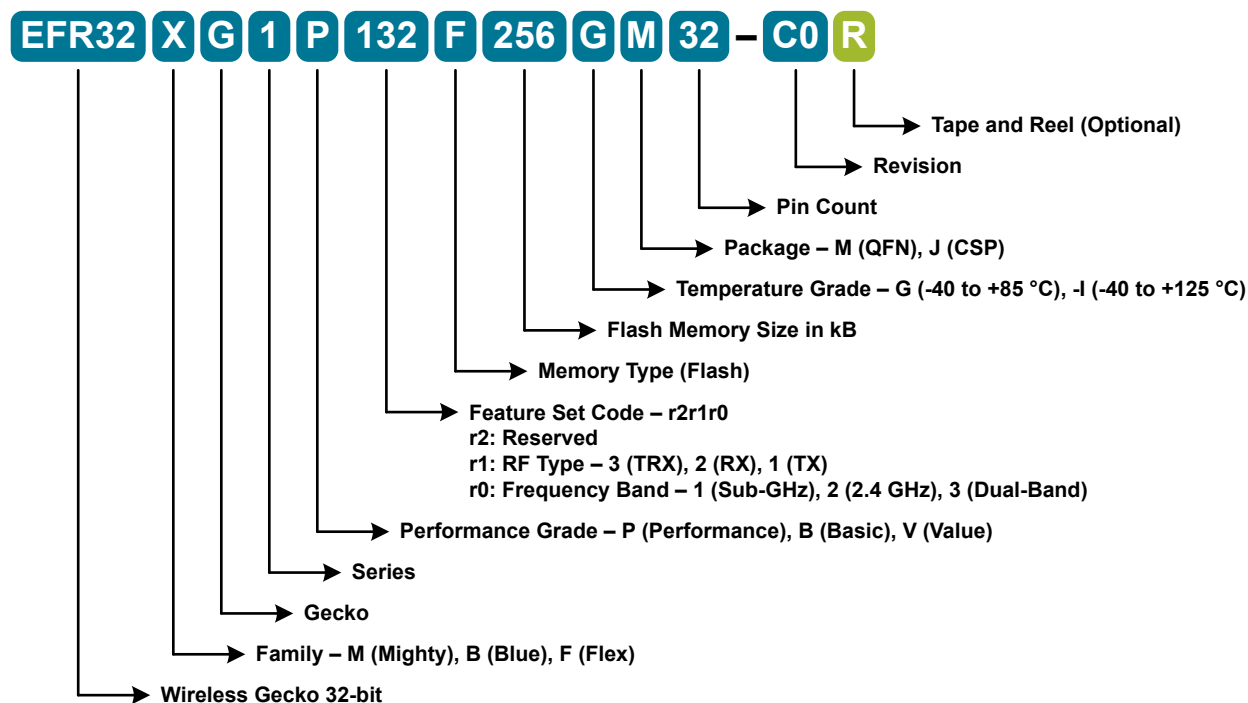 EFR32 X G 1 P 132 F 256 G M 32 – C0 R
Tape and Reel (Optional)
Revision
Pin Count
Package – M (QFN), J (CSP)
Temperature Grade – G (-40 to +85 °C), -I (-40 to +125 °C)
Flash Memory Size in kB
Memory Type (Flash)
Feature Set Code – r2r1r0
r2: Reserved
r1: RF Type – 3 (TRX), 2 (RX), 1 (TX)
r0: Frequency Band – 1 (Sub-GHz), 2 (2.4 GHz), 3 (Dual-Band)
Performance Grade – P (Performance), B (Basic), V (Value)
Series
Gecko
Family – M (Mighty), B (Blue), F (Flex)
Wireless Gecko 32-bit